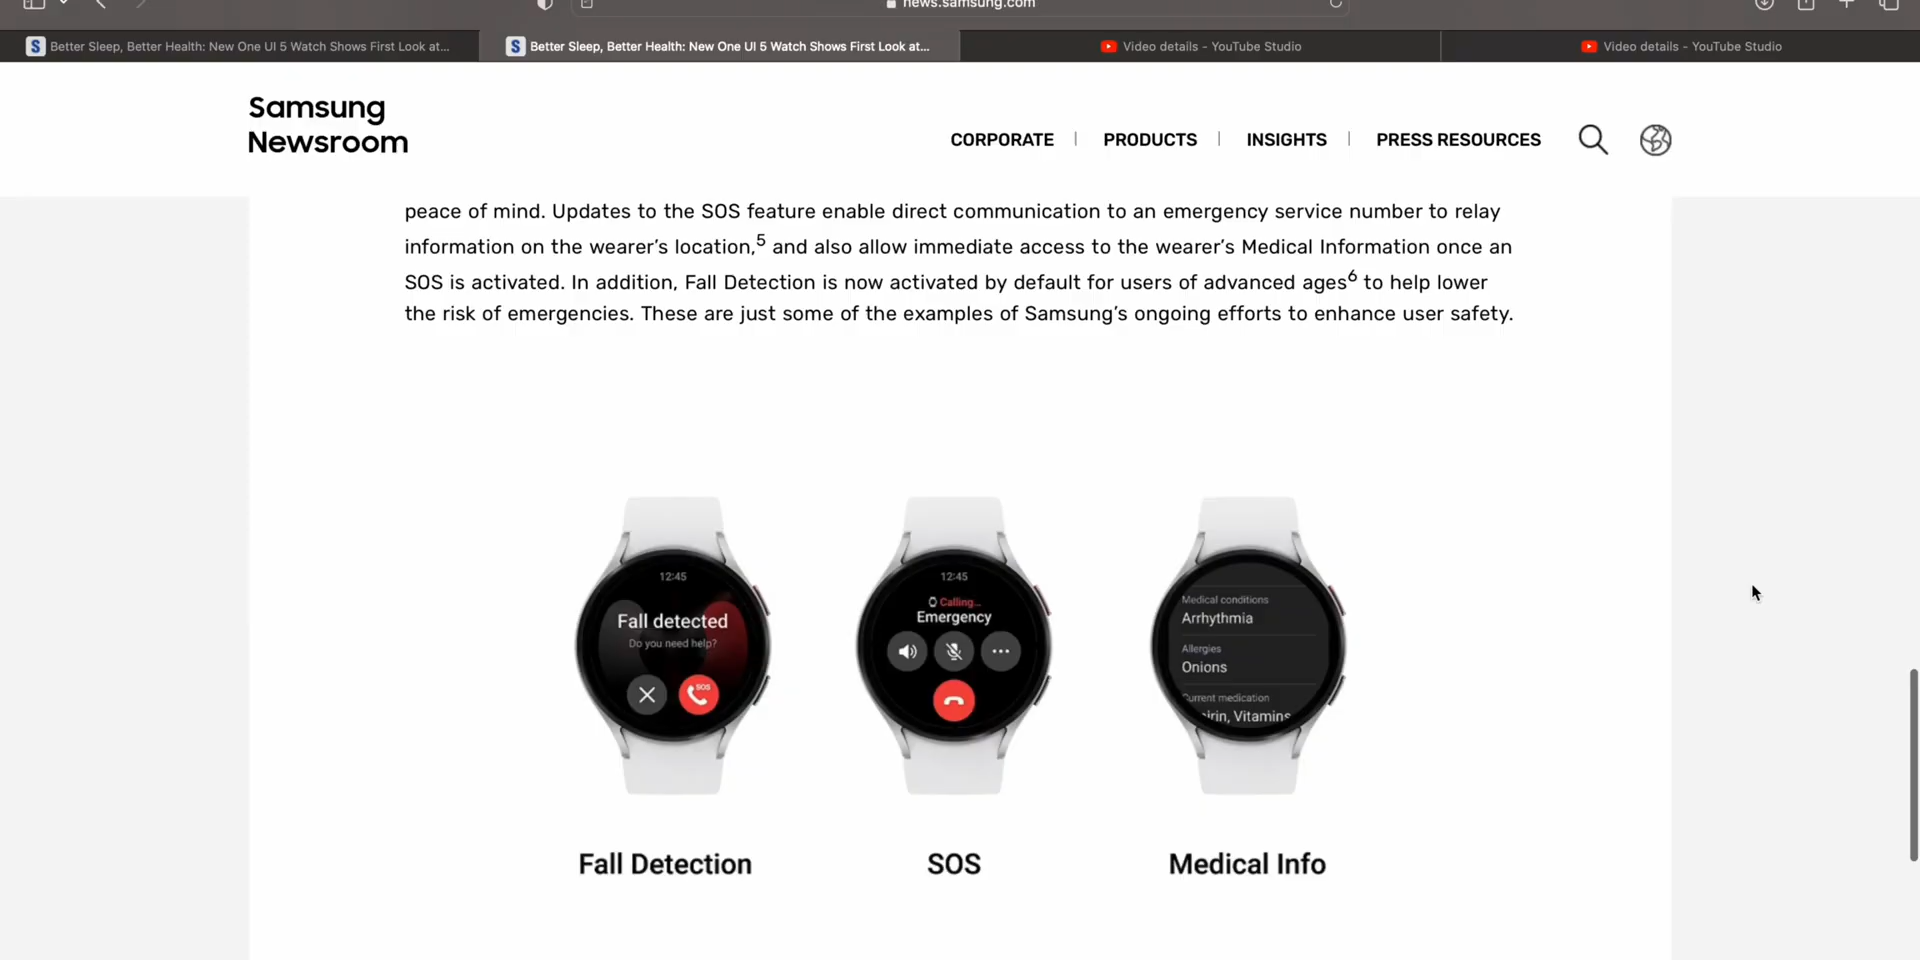 news.samsung.com
Better Sleep, Better Health: New One UI 5 Watch Shows First Look at...
Better Sleep, Better Health: New One UI 5 Watch Shows First Look at...
Video details - YouTube Studio
Video details - YouTube Studio
Samsung
Newsroom
CORPORATE
PRODUCTS
INSIGHTS
PRESS RESOURCES
peace of mind. Updates to the SOS feature enable direct communication to an emergency service number to relay
information on the wearer's location,5 and also allow immediate access to the wearer's Medical Information once an
SOS is activated. In addition, Fall Detection is now activated by default for users of advanced ages6 to help lower
the risk of emergencies. These are just some of the examples of Samsung's ongoing efforts to enhance user safety.
12:45
Fall detected
Do you need help?
SOS
12:45
Calling...
Emergency
Medical conditions
Arrhythmia
Allergies
Onions
Current medication
Vitamins
Fall Detection
SOS
Medical Info